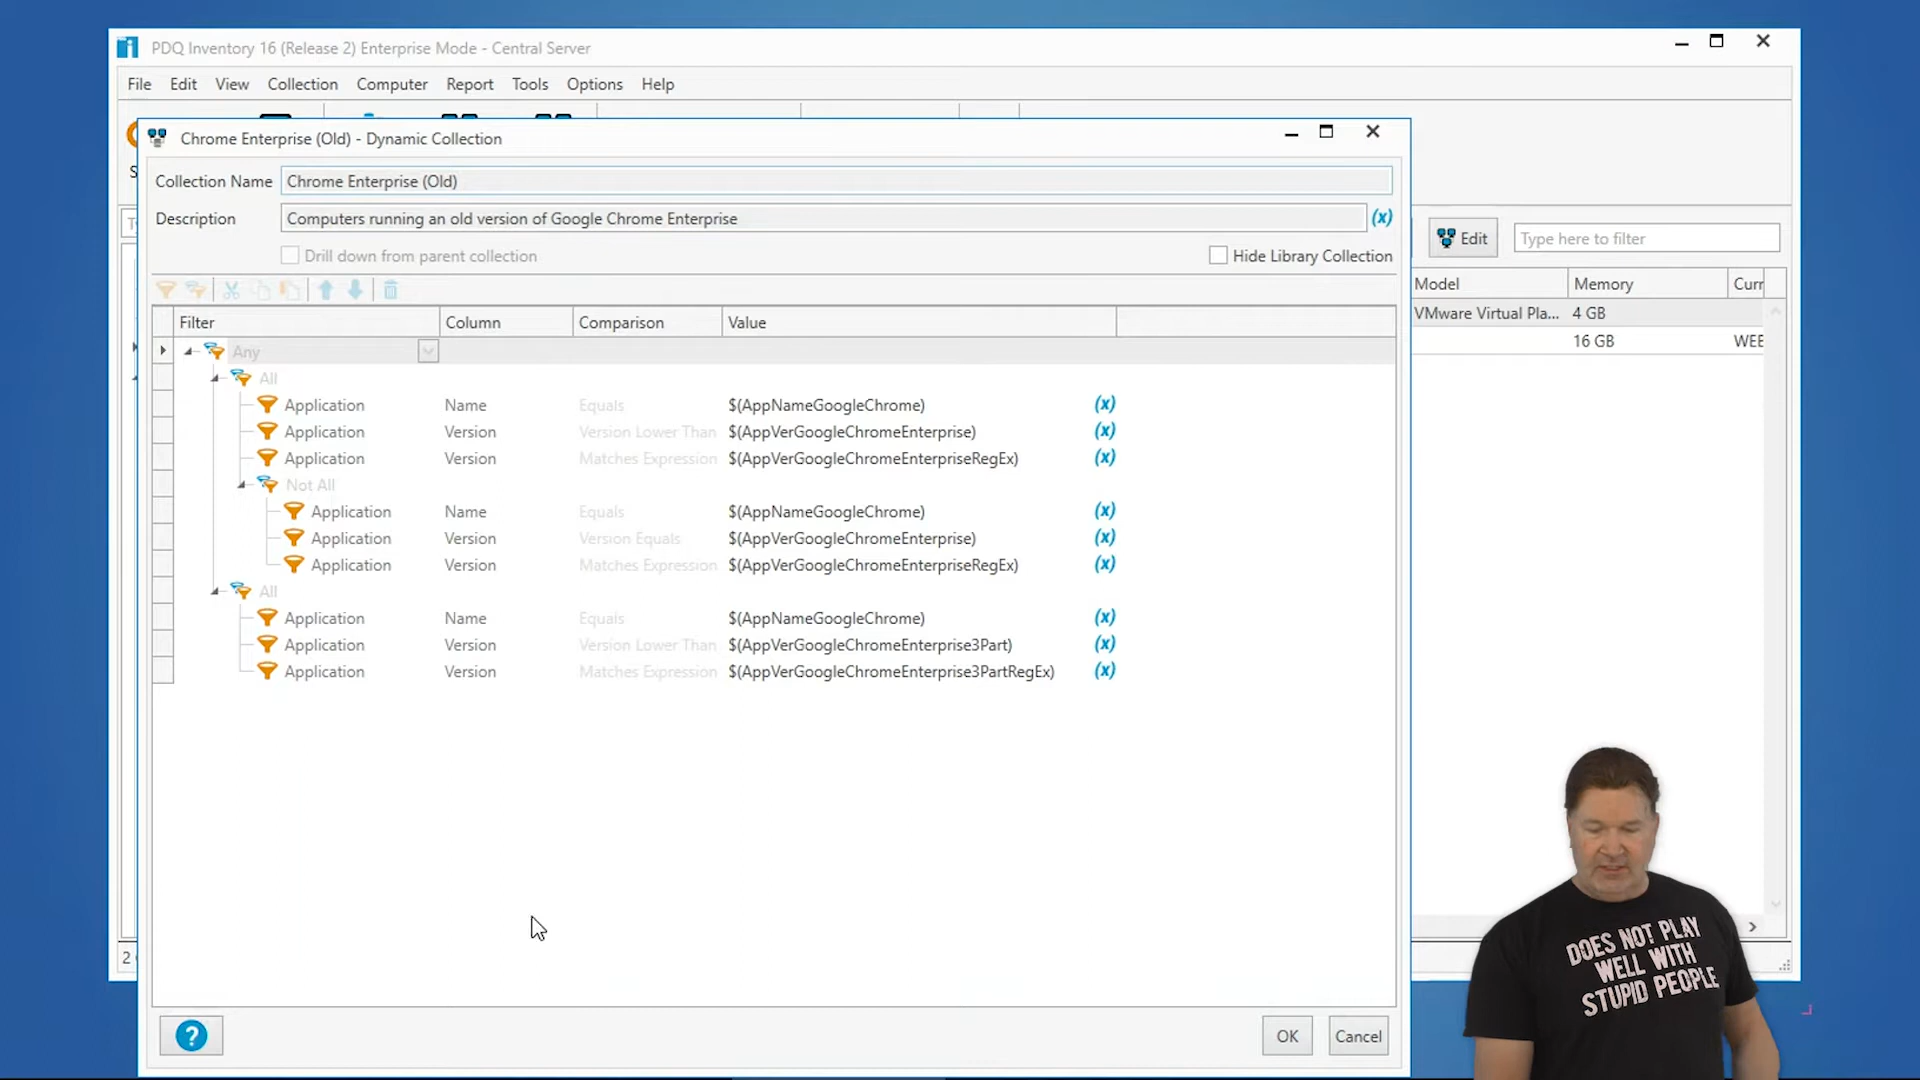 PDQ Inventory 16 (Release 2) Enterprise Mode - Central Server
File Edit View Collection Computer Report Tools Options Help
Chrome Enterprise (Old) - Dynamic Collection
Collection Name Chrome Enterprise (Old)
Description Computers running an old version of Google Chrome Enterprise (x)
Drill down from parent collection Hide Library Collection
Edit Type here to filter
Model Memory Curr
VMware Virtual Pla... 4 GB
16 GB WEE
Filter Column Comparison Value
Any
All
Application Name Equals $(AppNameGoogleChrome) (x)
Application Version Version Lower Than $(AppVerGoogleChromeEnterprise) (x)
Application Version Matches Expression $(AppVerGoogleChromeEnterpriseRegEx) (x)
Not All
Application Name Equals $(AppNameGoogleChrome) (x)
Application Version Version Equals $(AppVerGoogleChromeEnterprise) (x)
Application Version Matches Expression $(AppVerGoogleChromeEnterpriseRegEx) (x)
All
Application Name Equals $(AppNameGoogleChrome) (x)
Application Version Version Lower Than $(AppVerGoogleChromeEnterprise3Part) (x)
Application Version Matches Expression $(AppVerGoogleChromeEnterprise3PartRegEx) (x)
2
? OK Cancel
DOES NOT PLAY
WELL WITH
STUPID PEOPLE